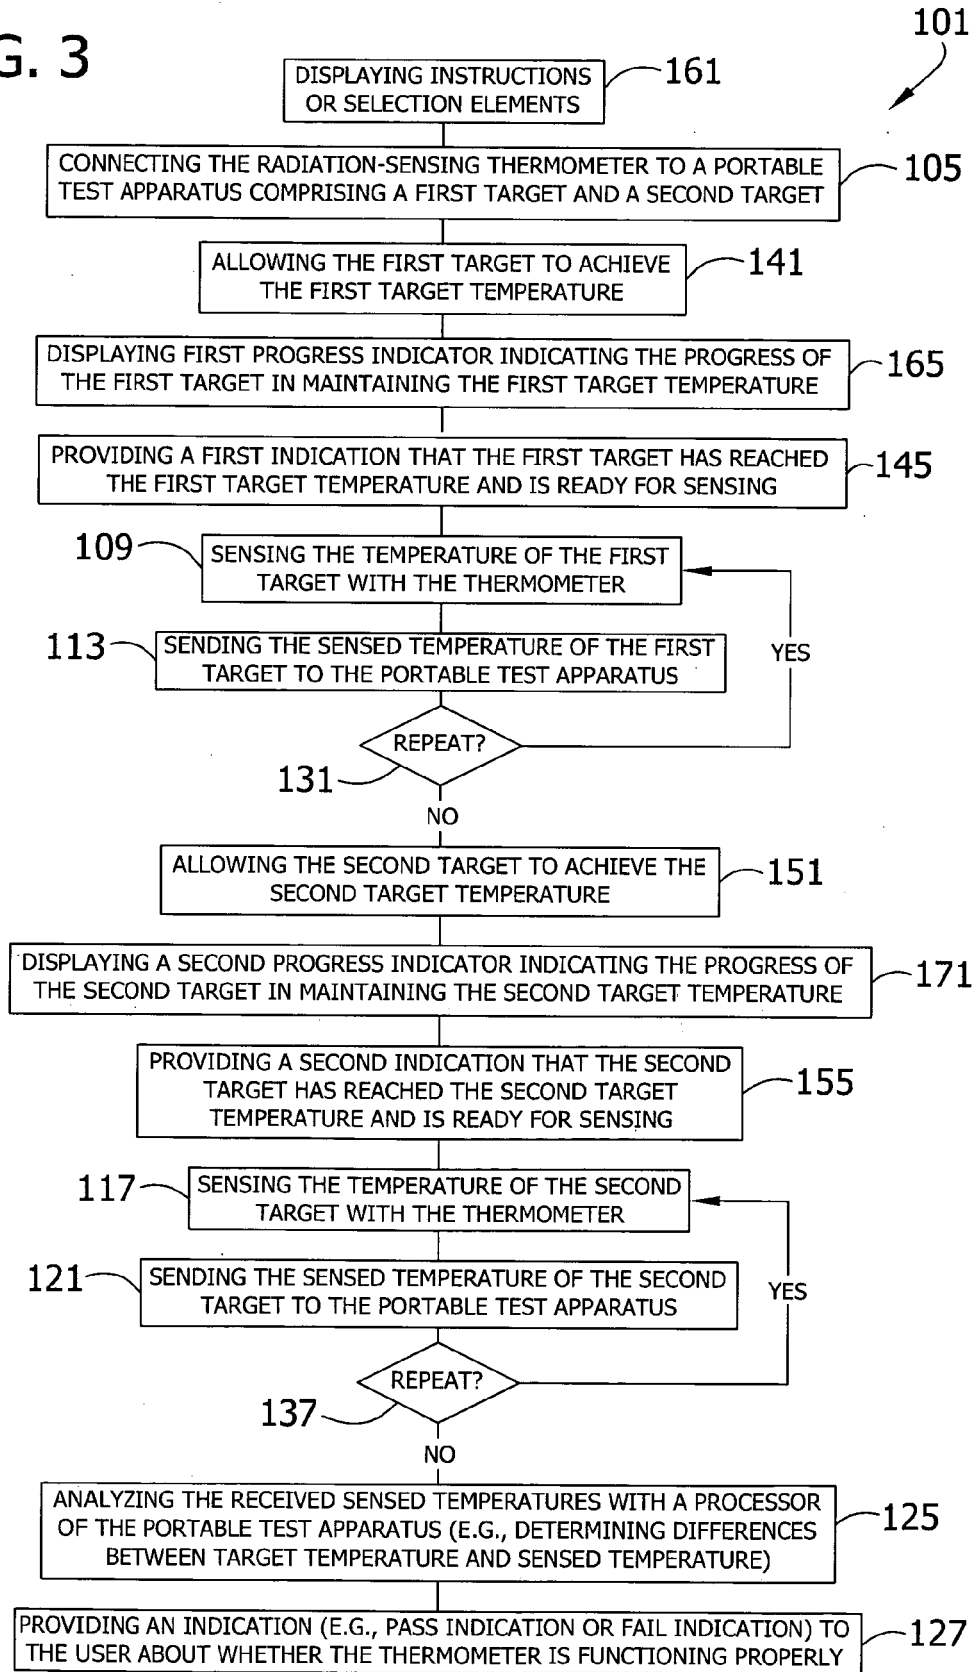 G. 3
101
DISPLAYING INSTRUCTIONS
OR SELECTION ELEMENTS
161
CONNECTING THE RADIATION-SENSING THERMOMETER TO A PORTABLE
TEST APPARATUS COMPRISING A FIRST TARGET AND A SECOND TARGET
105
ALLOWING THE FIRST TARGET TO ACHIEVE
THE FIRST TARGET TEMPERATURE
141
DISPLAYING FIRST PROGRESS INDICATOR INDICATING THE PROGRESS OF
THE FIRST TARGET IN MAINTAINING THE FIRST TARGET TEMPERATURE
165
PROVIDING A FIRST INDICATION THAT THE FIRST TARGET HAS REACHED
THE FIRST TARGET TEMPERATURE AND IS READY FOR SENSING
145
109
SENSING THE TEMPERATURE OF THE FIRST
TARGET WITH THE THERMOMETER
113
SENDING THE SENSED TEMPERATURE OF THE FIRST
TARGET TO THE PORTABLE TEST APPARATUS
YES
REPEAT?
131
NO
ALLOWING THE SECOND TARGET TO ACHIEVE THE
SECOND TARGET TEMPERATURE
151
DISPLAYING A SECOND PROGRESS INDICATOR INDICATING THE PROGRESS OF
THE SECOND TARGET IN MAINTAINING THE SECOND TARGET TEMPERATURE
171
PROVIDING A SECOND INDICATION THAT THE SECOND
TARGET HAS REACHED THE SECOND TARGET
TEMPERATURE AND IS READY FOR SENSING
155
117
SENSING THE TEMPERATURE OF THE SECOND
TARGET WITH THE THERMOMETER
121
SENDING THE SENSED TEMPERATURE OF THE SECOND
TARGET TO THE PORTABLE TEST APPARATUS
YES
REPEAT?
137
NO
ANALYZING THE RECEIVED SENSED TEMPERATURES WITH A PROCESSOR
OF THE PORTABLE TEST APPARATUS (E.G., DETERMINING DIFFERENCES
BETWEEN TARGET TEMPERATURE AND SENSED TEMPERATURE)
125
PROVIDING AN INDICATION (E.G., PASS INDICATION OR FAIL INDICATION) TO
THE USER ABOUT WHETHER THE THERMOMETER IS FUNCTIONING PROPERLY
127